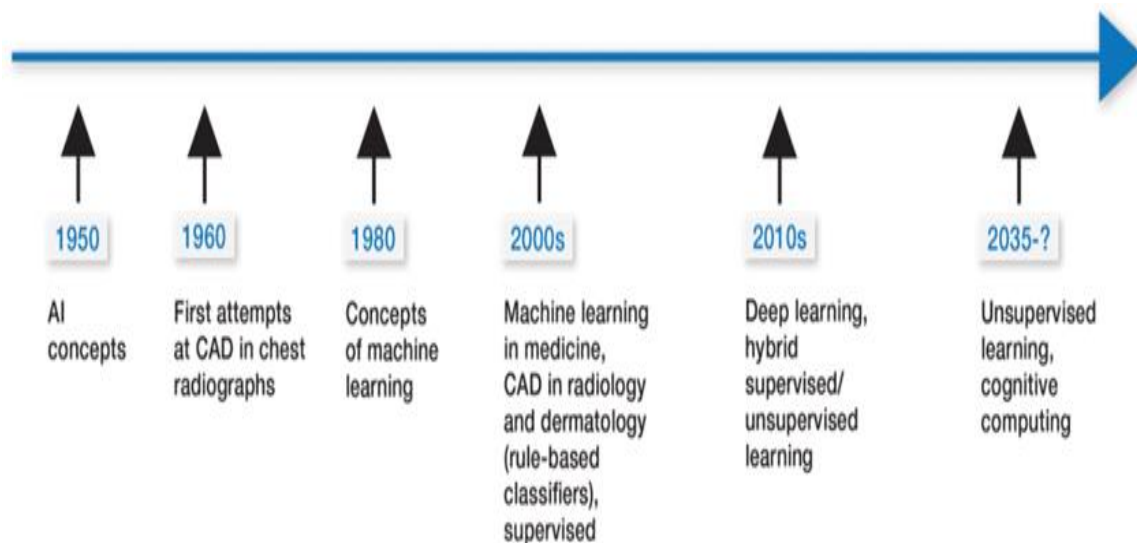 1950
AI
concepts
1960
First attempts
at CAD in chest
radiographs
1980
Concepts
of machine
learning
2000s
Machine learning
in medicine,
CAD in radiology
and dermatology
(rule-based
classifiers),
supervised
2010s
Deep learning,
hybrid
supervised/
unsupervised
learning
2035-?
Unsupervised
learning,
cognitive
computing